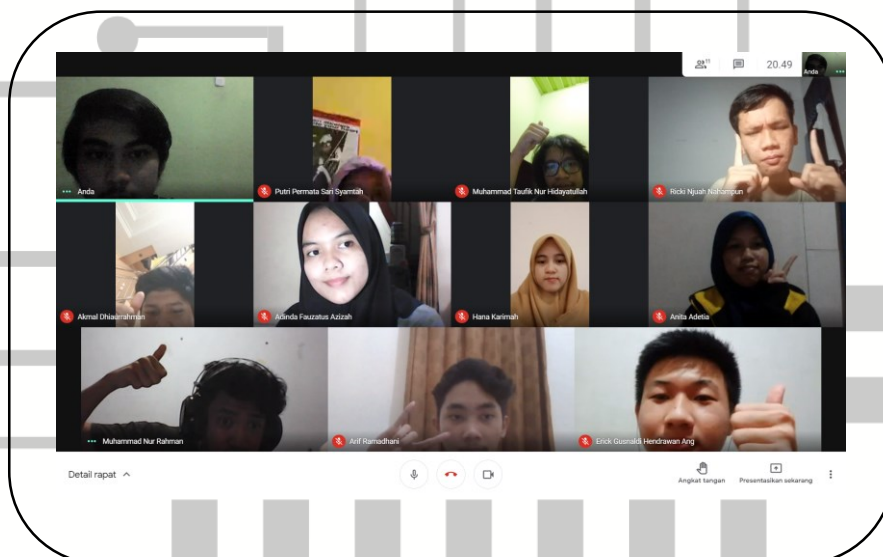 11
20.49
Anda
Anda
Putri Permata Sari Syamtah
Muhammad Taufik Nur Hidayatullah
Ricki Njuah Nahampun
Akmal Dhiaurrahman
Adinda Fauzatus Azizah
Hana Karimah
Anita Adetia
Muhammad Nur Rahman
Arif Ramadhani
Erick Gusnaldi Hendrawan Ang
Detail rapat
Angkat tangan
Presentasikan sekarang